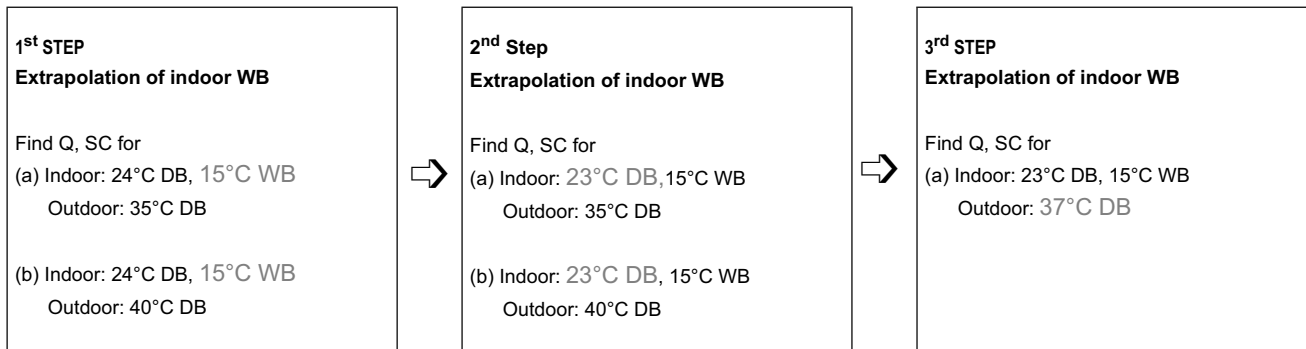 1st STEP
Extrapolation of indoor WB
Find Q, SC for
(a) Indoor: 24°C DB, 15°C WB
Outdoor: 35°C DB
(b) Indoor: 24°C DB, 15°C WB
Outdoor: 40°C DB
2nd Step
Extrapolation of indoor WB
Find Q, SC for
(a) Indoor: 23°C DB,15°C WB
Outdoor: 35°C DB
(b) Indoor: 23°C DB, 15°C WB
Outdoor: 40°C DB
3rd STEP
Extrapolation of indoor WB
Find Q, SC for
(a) Indoor: 23°C DB, 15°C WB
Outdoor: 37°C DB